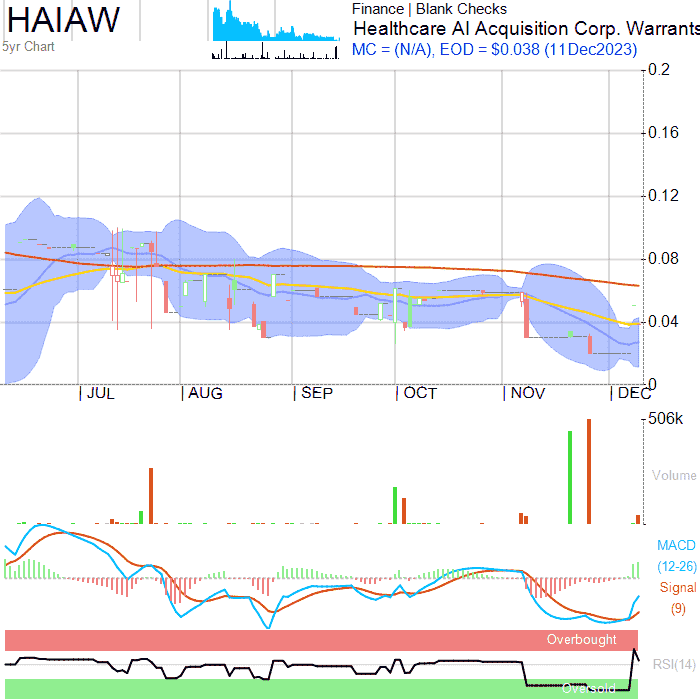 HAIAW
5yr Chart
Finance | Blank Checks
Healthcare AI Acquisition Corp. Warrants
MC = (N/A), EOD = $0.038 (11Dec2023)
0.2
0.16
0.12
0.08
0.04
0
JUL AUG SEP OCT NOV DEC
506k
Volume
MACD
(12-26)
Signal
(9)
Overbought
RSI(14)
Oversold